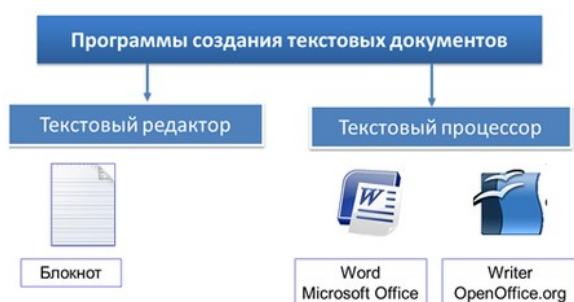 Программы создания текстовых документов
Текстовый редактор
Текстовый процессор
W
Блокнот
Word
Microsoft Office
Writer
OpenOffice.org